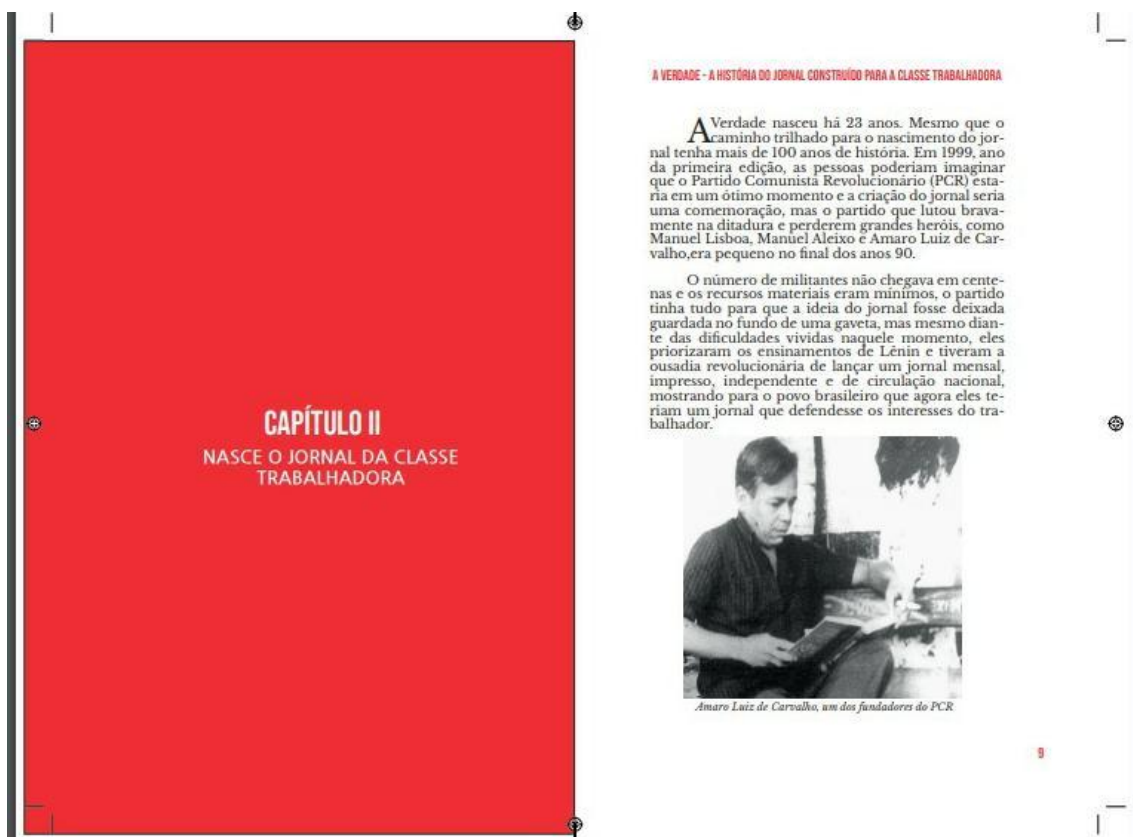 CAPÍTULO II
NASCE O JORNAL DA CLASSE
TRABALHADORA
A VERDADE - A HISTÓRIA DO JORNAL CONSTRUÍDO PARA A CLASSE TRABALHADORA
A Verdade nasceu há 23 anos. Mesmo que o
caminho trilhado para o nascimento do jor-
nal tenha mais de 100 anos de história. Em 1999, ano
da primeira edição, as pessoas poderiam imaginar
que o Partido Comunista Revolucionário (PCR) esta-
ria em um ótimo momento e a criação do jornal seria
uma comemoração, mas o partido que lutou brava-
mente na ditadura e perderem grandes heróis, como
Manuel Lisboa, Manuel Aleixo e Amaro Luiz de Car-
valho,era pequeno no final dos anos 90.
O número de militantes não chegava em cente-
nas e os recursos materiais eram mínimos, o partido
tinha tudo para que a ideia do jornal fosse deixada
guardada no fundo de uma gaveta, mas mesmo dian-
te das dificuldades vividas naquele momento, eles
priorizaram os ensinamentos de Lênin e tiveram a
ousadia revolucionária de lançar um jornal mensal,
impresso, independente e de circulação nacional,
mostrando para o povo brasileiro que agora eles te-
riam um jornal que defendesse os interesses do tra-
balhador.
Amaro Luiz de Carvalho, um dos fundadores do PCR
9